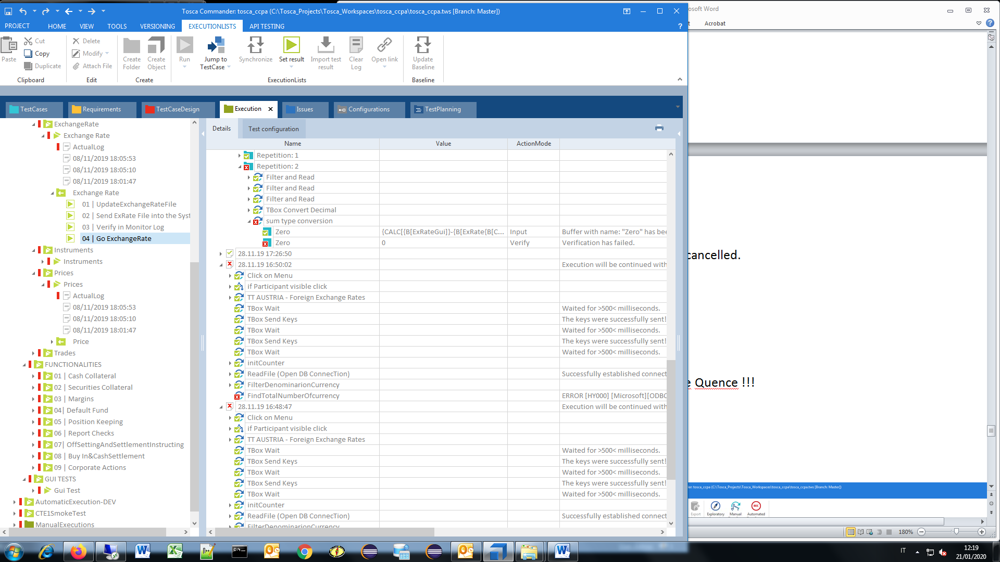 Tosca Commander: tosca_ccpa (C:\Tosca_Projects\Tosca_Workspaces\tosca_ccpa\tosca_ccpa.tws [Branch: Master])
osoft Word
PROJECT HOME VIEW TOOLS VERSIONING EXECUTIONLISTS API TESTING ?
t Acrobat
Paste Cut Copy Duplicate
Clipboard
Delete Modify Attach File
Edit
Create Folder Create Object
Create
Run Jump to TestCase Synchronize Set result Import test result Clear Log Open link
ExecutionLists
Update Baseline
Baseline
TestCases Requirements TestCaseDesign Execution Issues Configurations TestPlanning
ExchangeRate
Exchange Rate
ActualLog
08/11/2019 18:05:53
08/11/2019 18:05:10
08/11/2019 18:01:47
Exchange Rate
01 | UpdateExchangeRateFile
02 | Send ExRate File into the Syst
03 | Verify in Monitor Log
04 | Go ExchangeRate
Instruments
Instruments
Prices
Prices
ActualLog
08/11/2019 18:05:53
08/11/2019 18:05:10
08/11/2019 18:01:47
Price
Trades
FUNCTIONALITIES
01 | Cash Collateral
02 | Securities Collateral
03 | Margins
04| Default Fund
05 | Position Keeping
06 | Report Checks
07| OffSettingAndSettlementInstructing
08 | Buy In&CashSettlement
09 | Corporate Actions
GUI TESTS
Gui Test
AutomaticExecution-DEV
CTE1SmokeTest
ManualExecutions
Details Test configuration
Name Value ActionMode
Repetition: 1
Repetition: 2
Filter and Read
Filter and Read
Filter and Read
TBox Convert Decimal
sum type conversion
Zero {CALC[{B[ExRateGui]}-{B[ExRate{B[C... Input Buffer with name: "Zero" has bee
Zero 0 Verify Verification has failed.
28.11.19 17:26:50
28.11.19 16:50:02 Execution will be continued with
Click on Menu
if Participant visible click
TT AUSTRIA - Foreign Exchange Rates
TBox Wait Waited for >500< milliseconds.
TBox Send Keys The keys were successfully sent!
TBox Wait Waited for >500< milliseconds.
TBox Send Keys The keys were successfully sent!
TBox Wait Waited for >500< milliseconds.
initCounter
ReadFile (Open DB ConnecTion) Successfully established connect
FilterDenominarionCurrency
FindTotalNumberOfcurrency ERROR [HY000] [Microsoft][ODBC
28.11.19 16:48:47 Execution will be continued with
Click on Menu
if Participant visible click
TT AUSTRIA - Foreign Exchange Rates
TBox Wait Waited for >500< milliseconds.
TBox Send Keys The keys were successfully sent!
TBox Wait Waited for >500< milliseconds.
TBox Send Keys The keys were successfully sent!
TBox Wait Waited for >500< milliseconds.
initCounter
ReadFile (Open DB ConnecTion) Successfully established connect
FilterDenominarionCurrency
cancelled.
e Quence !!!
der: tosca_ccpa (C:\Tosca_Projects\Tosca_Workspaces\tosca_ccpa\tosca_ccpa.tws [Branch: Master])
Export Exploratory Manual Automated
REC
180%
IT
12:19
21/01/2020